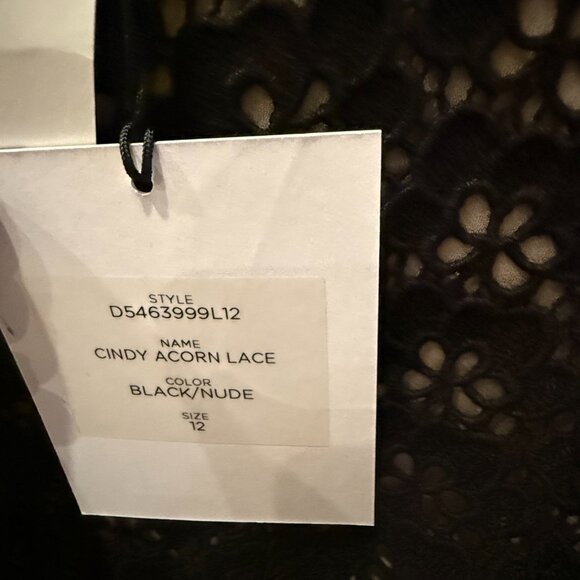 STYLE
D5463999L12
NAME
CINDY ACORN LACE
COLOR
BLACK/NUDE
SIZE
12